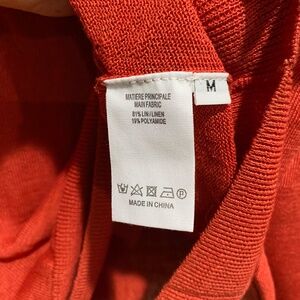 MATIERE PRINCIPALE
MAIN FABRIC
81% LIN/LINEN
19% POLYAMIDE
M
P
MADE IN CHINA